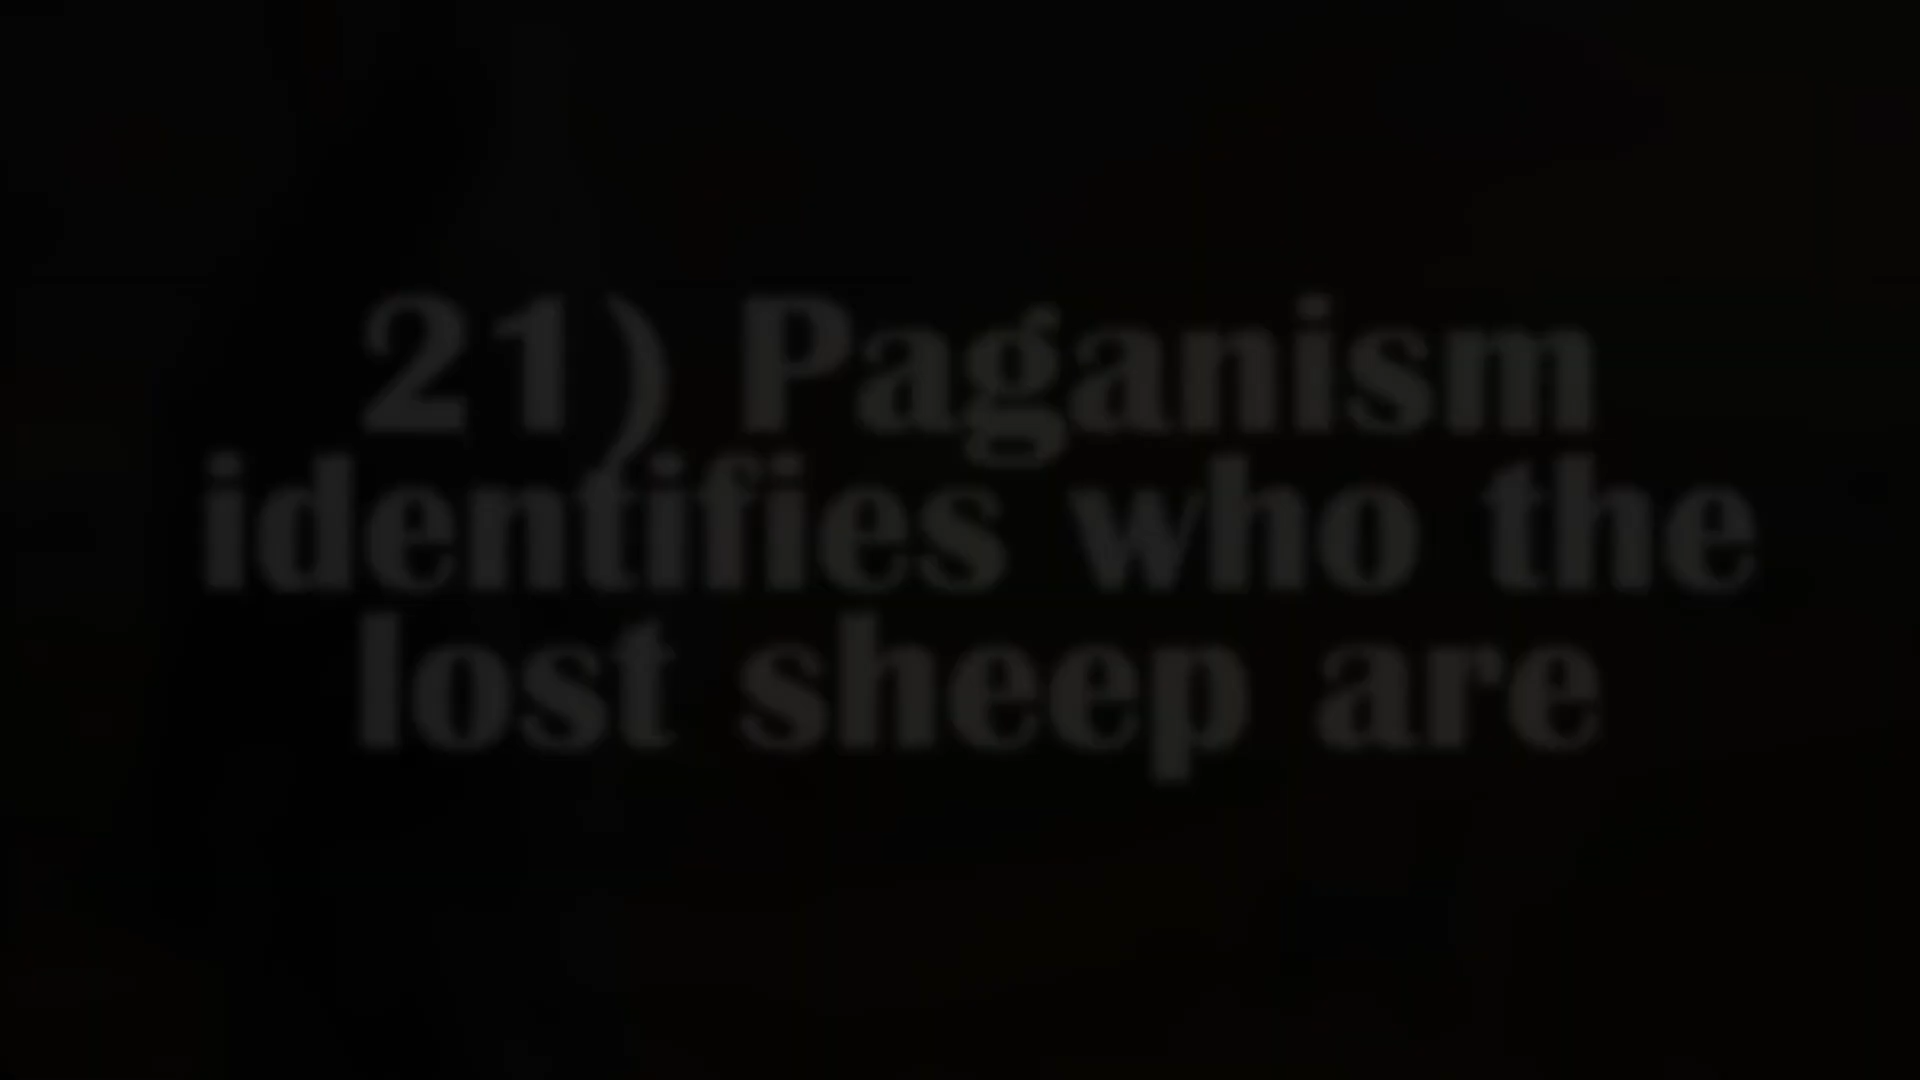 21) Paganism
identifies who the
lost sheep are